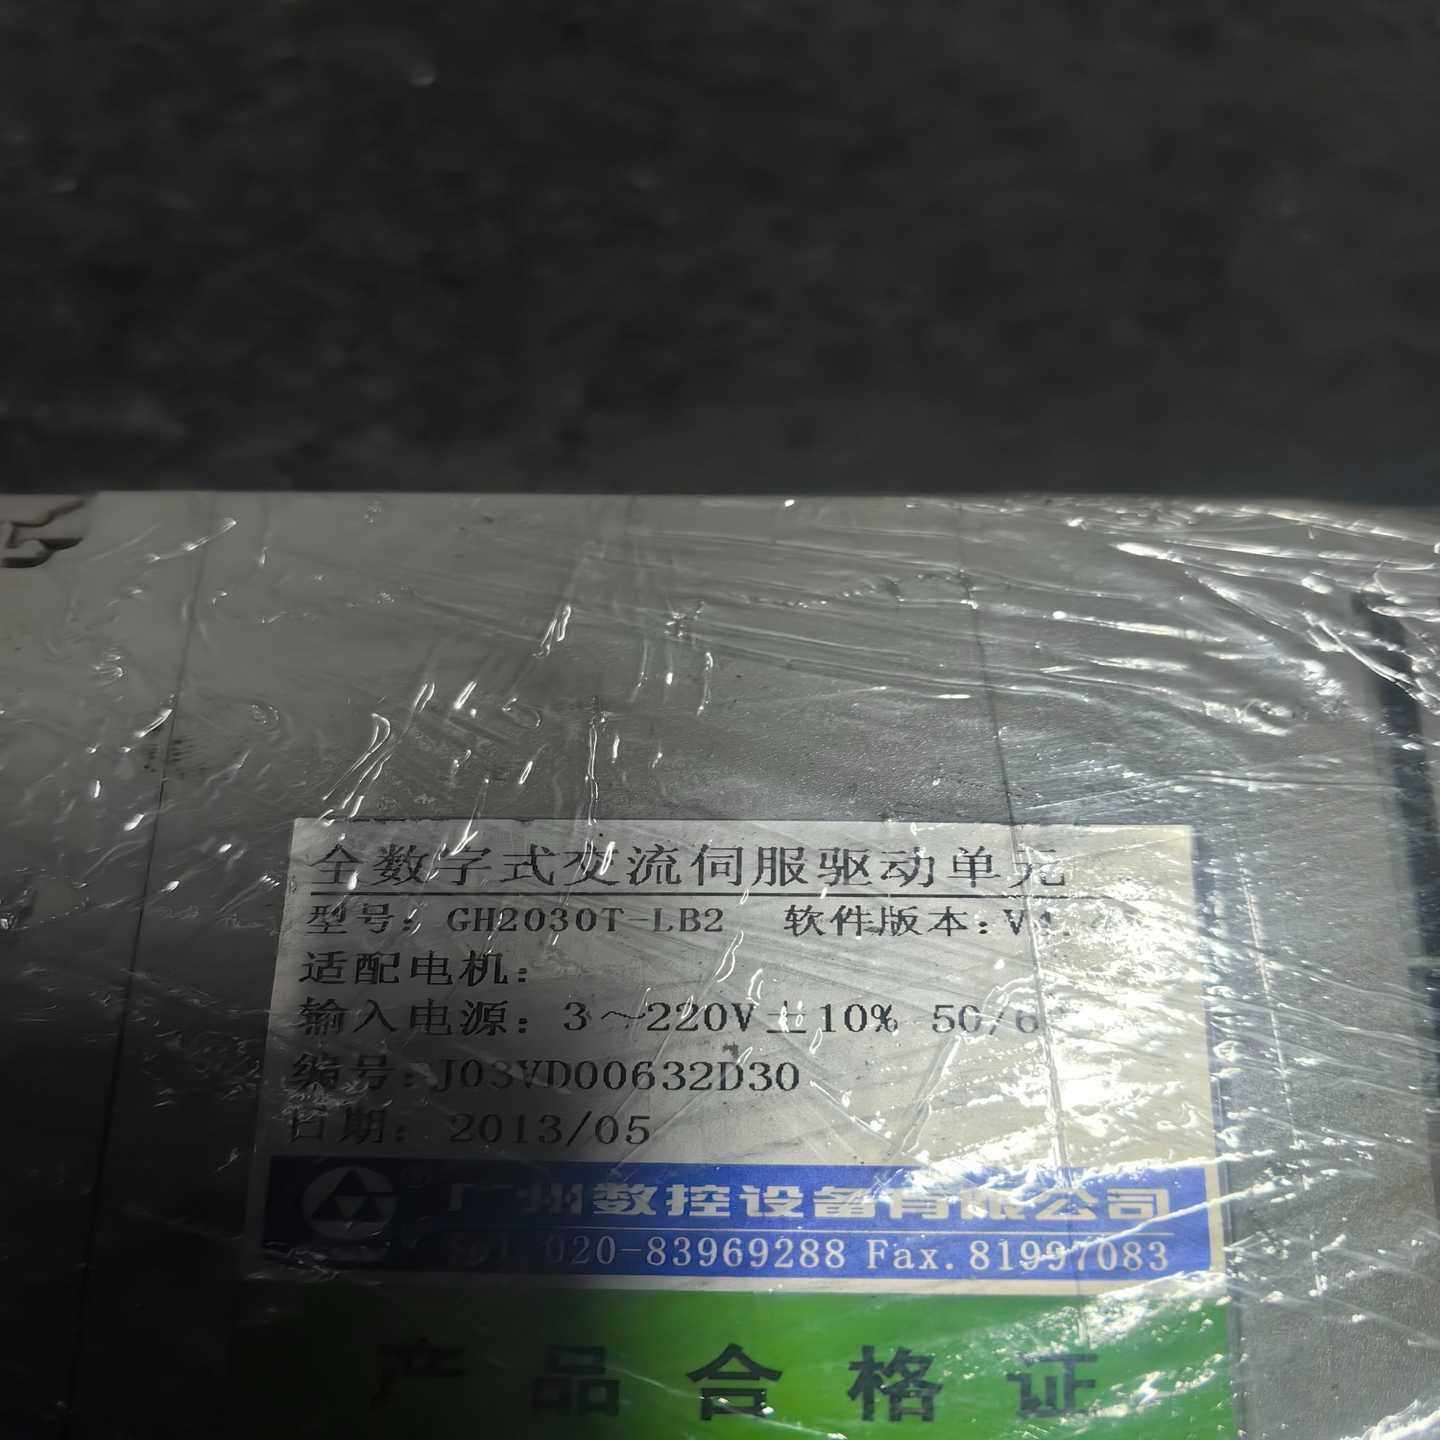 全数字式交流伺服驱动单元
型号: GH2030T-LB2 软件版本:V
适配电机:
输入电源: 3~220V±10% 50/6
编号: J03VD00632D30
日期: 2013/05
广州数控设备有限公司
Tel. 020-83969288 Fax. 81997083
产品合格证